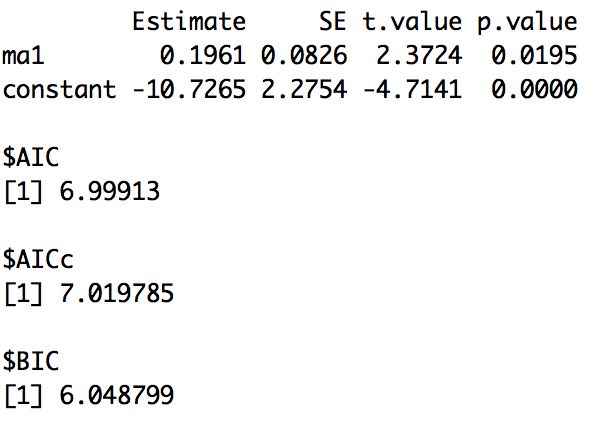 Estimate SE t.value p.value
ma1 0.1961 0.0826 2.3724 0.0195
constant -10.7265 2.2754 -4.7141 0.0000
$AIC
[1] 6.99913
$AICc
[1] 7.019785
$BIC
[1] 6.048799